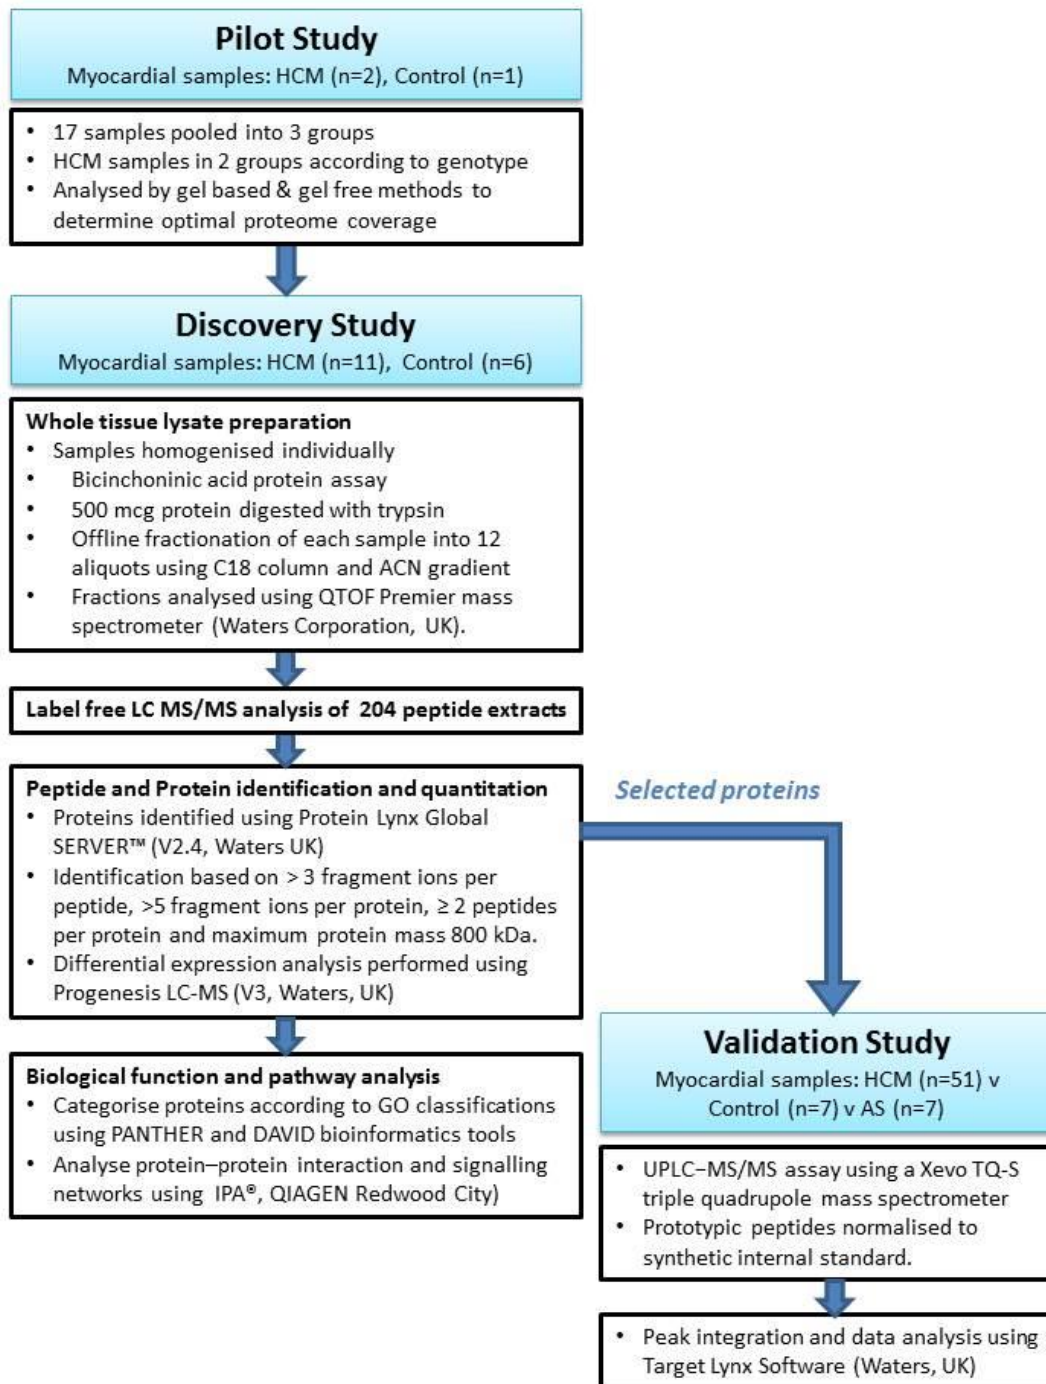 Pilot Study
Myocardial samples: HCM (n=2), Control (n=1)
• 17 samples pooled into 3 groups
• HCM samples in 2 groups according to genotype
• Analysed by gel based & gel free methods to
determine optimal proteome coverage
Discovery Study
Myocardial samples: HCM (n=11), Control (n=6)
Whole tissue lysate preparation
• Samples homogenised individually
• Bicinchoninic acid protein assay
• 500 mcg protein digested with trypsin
• Offline fractionation of each sample into 12
aliquots using C18 column and ACN gradient
• Fractions analysed using QTOF Premier mass
spectrometer (Waters Corporation, UK).
Label free LC MS/MS analysis of 204 peptide extracts
Peptide and Protein identification and quantitation
• Proteins identified using Protein Lynx Global
SERVER™ (V2.4, Waters UK)
• Identification based on > 3 fragment ions per
peptide, >5 fragment ions per protein, ≥ 2 peptides
per protein and maximum protein mass 800 kDa.
• Differential expression analysis performed using
Progenesis LC-MS (V3, Waters, UK)
Biological function and pathway analysis
• Categorise proteins according to GO classifications
using PANTHER and DAVID bioinformatics tools
• Analyse protein–protein interaction and signalling
networks using IPA®, QIAGEN Redwood City)
Selected proteins
Validation Study
Myocardial samples: HCM (n=51) v
Control (n=7) v AS (n=7)
• UPLC–MS/MS assay using a Xevo TQ-S
triple quadrupole mass spectrometer
• Prototypic peptides normalised to
synthetic internal standard.
• Peak integration and data analysis using
Target Lynx Software (Waters, UK)